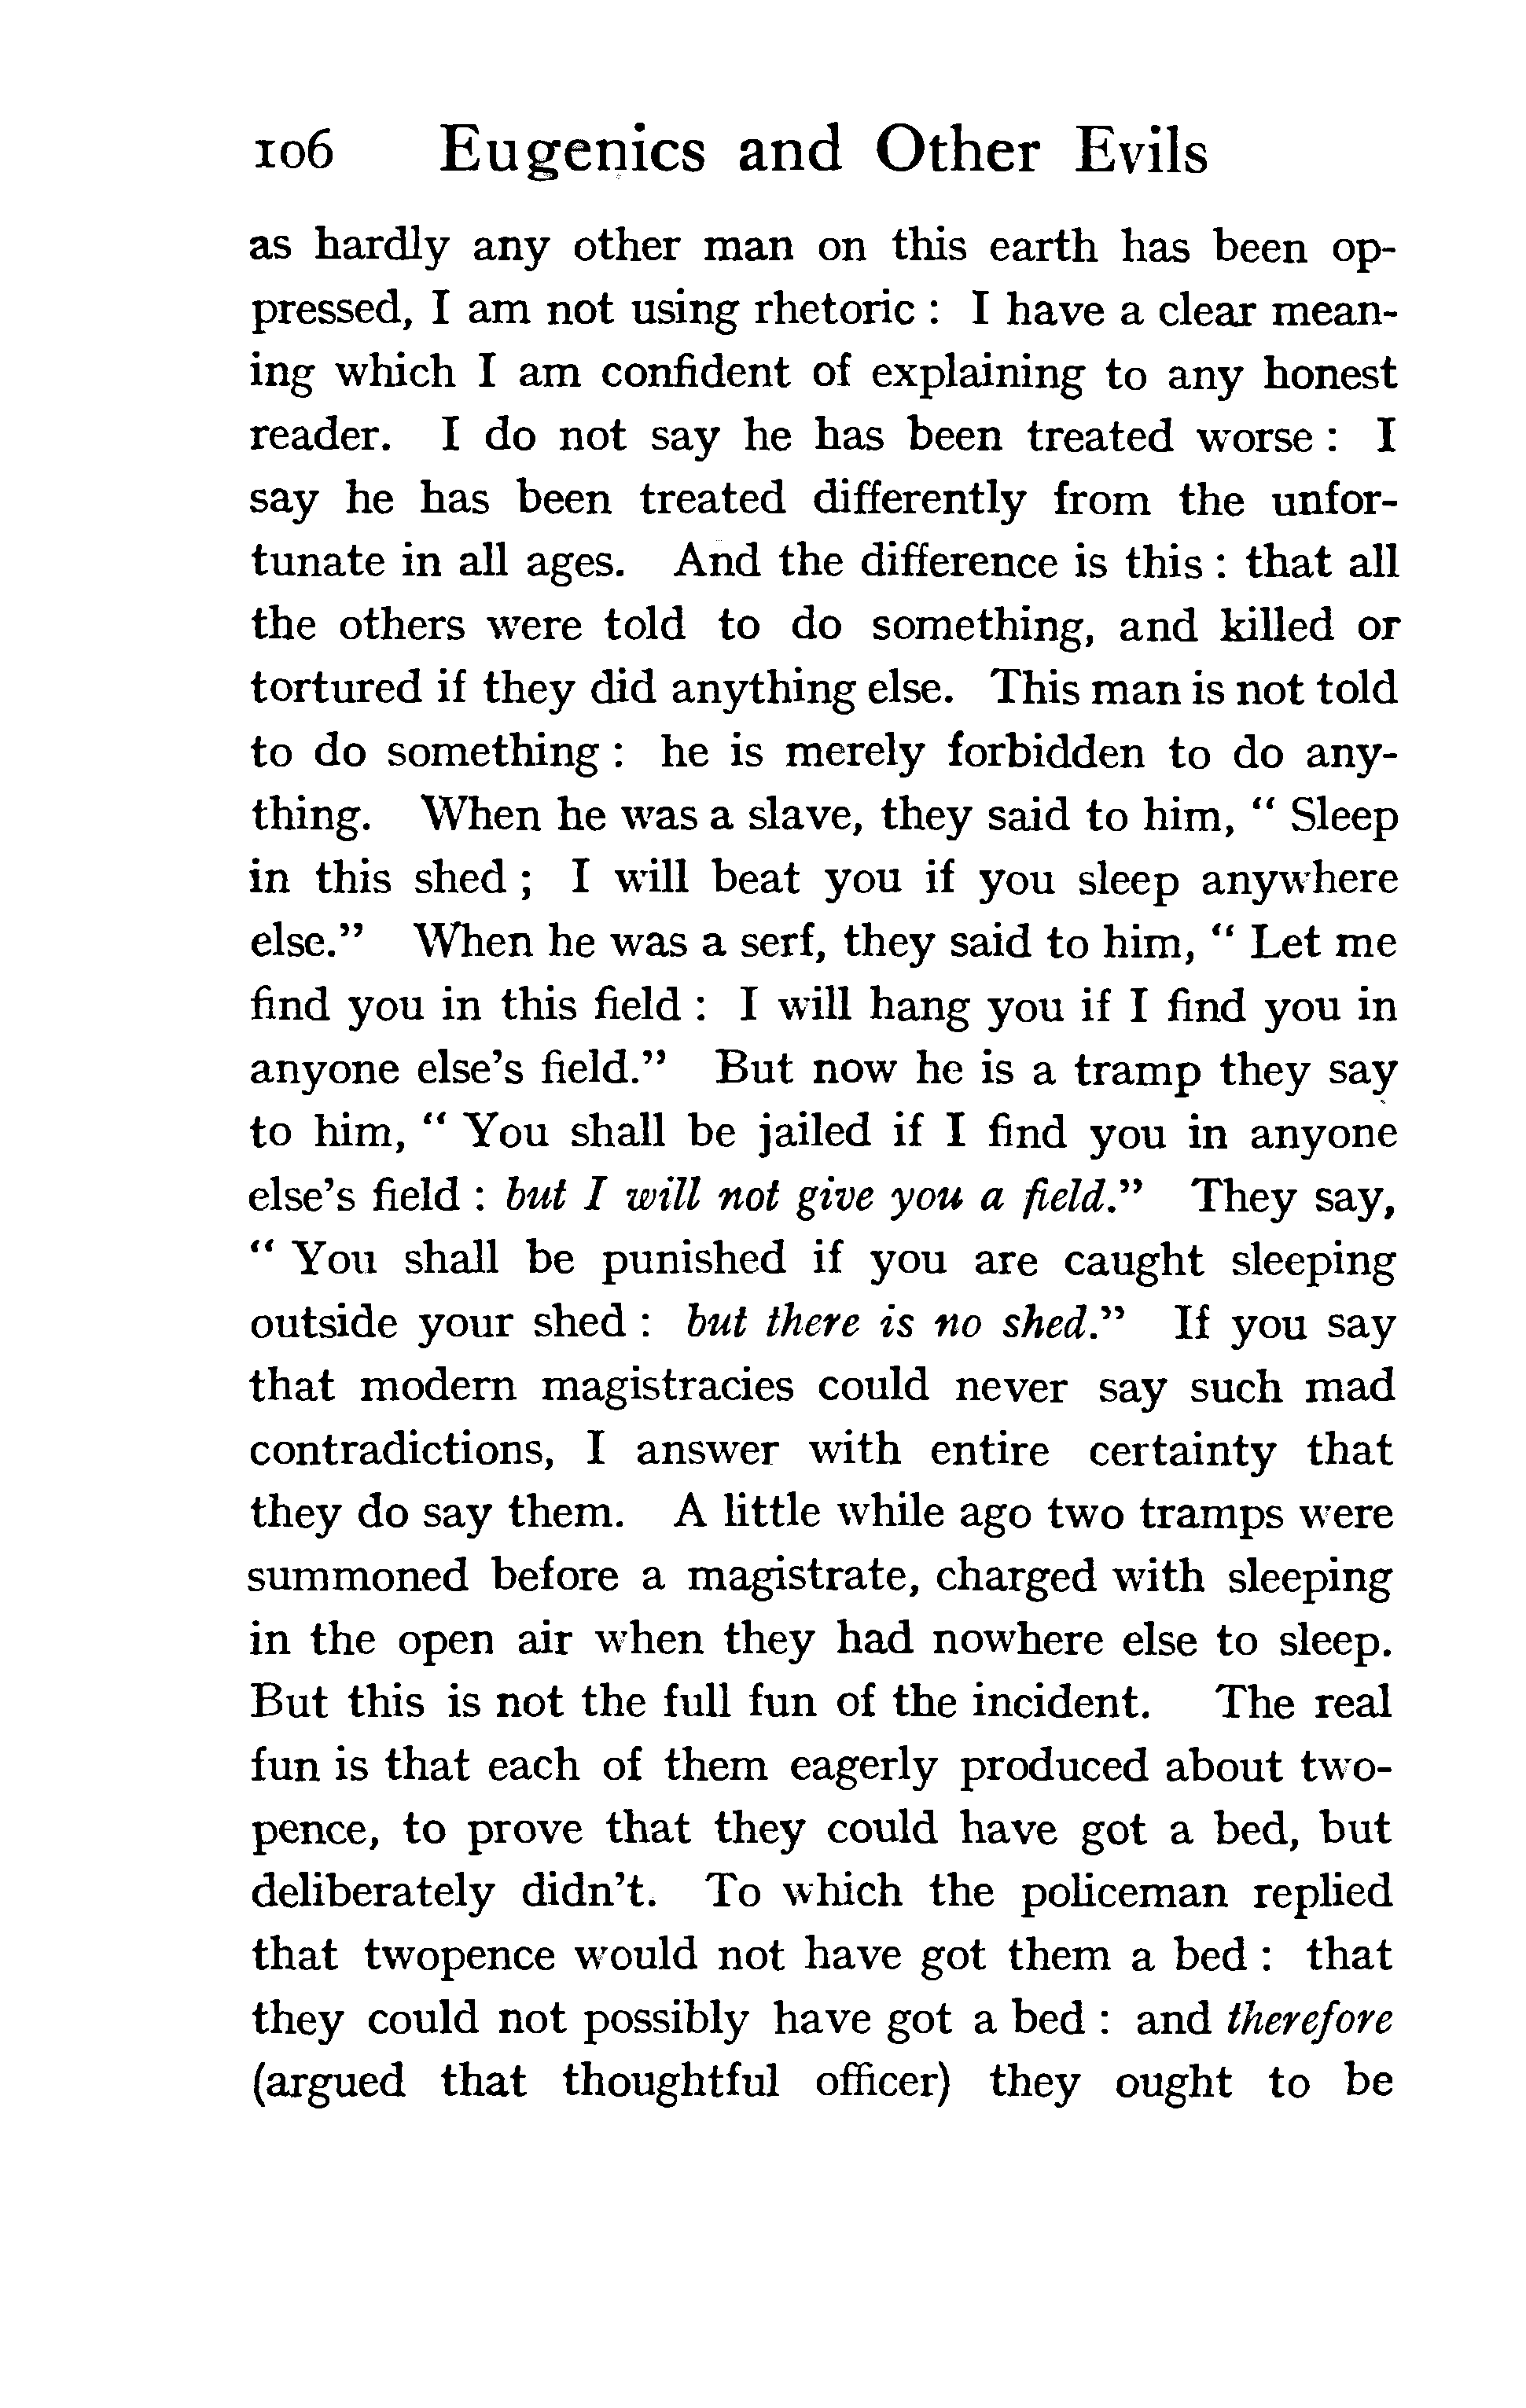 106 Eugenics and Other Evils
as hardly any other man on this earth has been op-
pressed, I am not using rhetoric : I have a clear mean-
ing which I am confident of explaining to any honest
reader. I do not say he has been treated worse : I
say he has been treated differently from the unfor-
tunate in all ages. And the difference is this : that all
the others were told to do something, and killed or
tortured if they did anything else. This man is not told
to do something : he is merely forbidden to do any-
thing. When he was a slave, they said to him, “ Sleep
in this shed ; I will beat you if you sleep anywhere
else.” When he was a serf, they said to him, “ Let me
find you in this field : I will hang you if I find you in
anyone else’s field.” But now he is a tramp they say
to him, “ You shall be jailed if I find you in anyone
else’s field : but I will not give you a field.” They say,
“ You shall be punished if you are caught sleeping
outside your shed : but there is no shed.” If you say
that modern magistracies could never say such mad
contradictions, I answer with entire certainty that
they do say them. A little while ago two tramps were
summoned before a magistrate, charged with sleeping
in the open air when they had nowhere else to sleep.
But this is not the full fun of the incident. The real
fun is that each of them eagerly produced about two-
pence, to prove that they could have got a bed, but
deliberately didn’t. To which the policeman replied
that twopence would not have got them a bed : that
they could not possibly have got a bed : and therefore
(argued that thoughtful officer) they ought to be